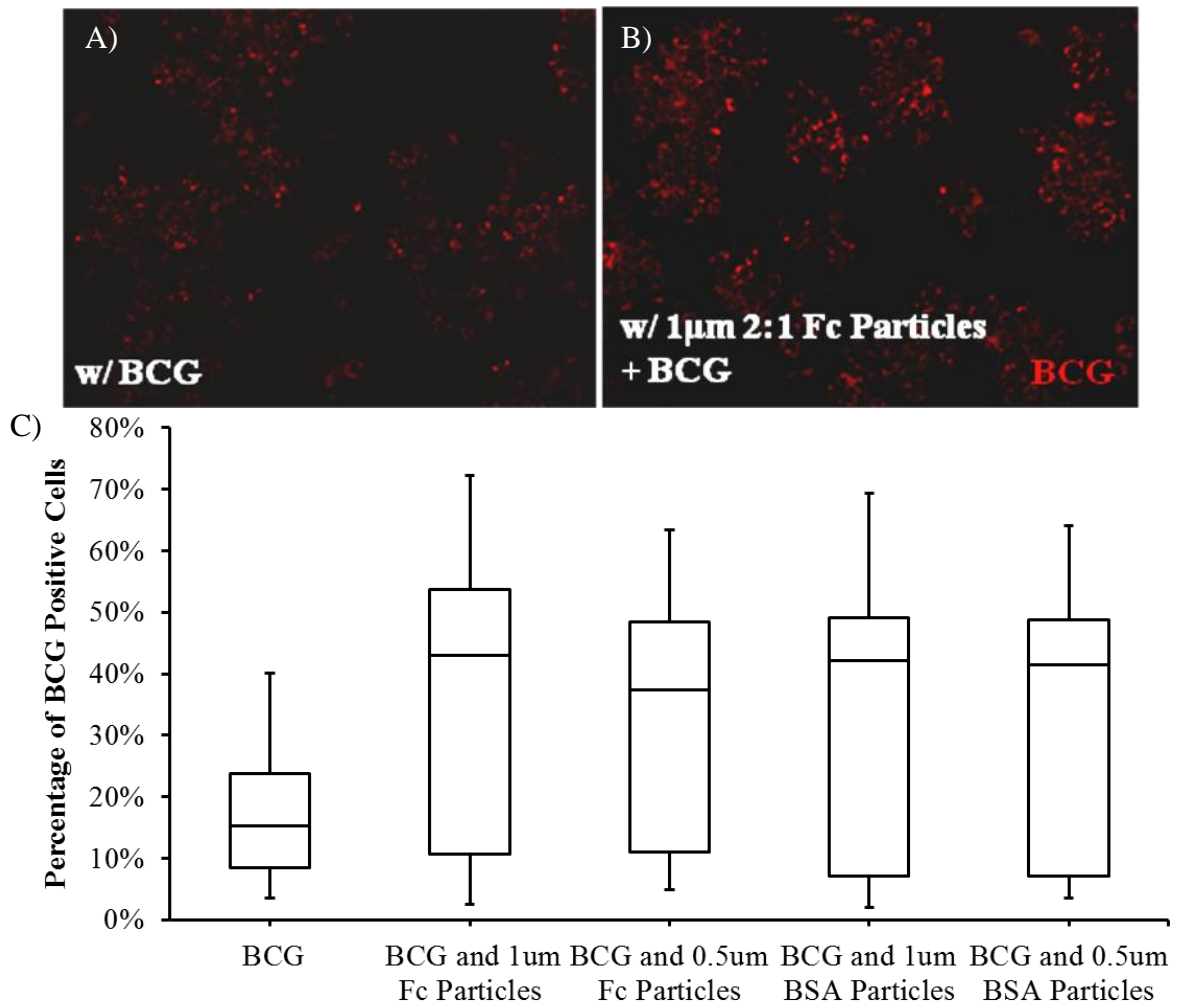 A)
B)
w/ BCG
w/ 1µm 2:1 Fc Particles
+ BCG
BCG
C)
Percentage of BCG Positive Cells
80%
70%
60%
50%
40%
30%
20%
10%
0%
BCG
BCG and 1um
Fc Particles
BCG and 0.5um
Fc Particles
BCG and 1um
BSA Particles
BCG and 0.5um
BSA Particles